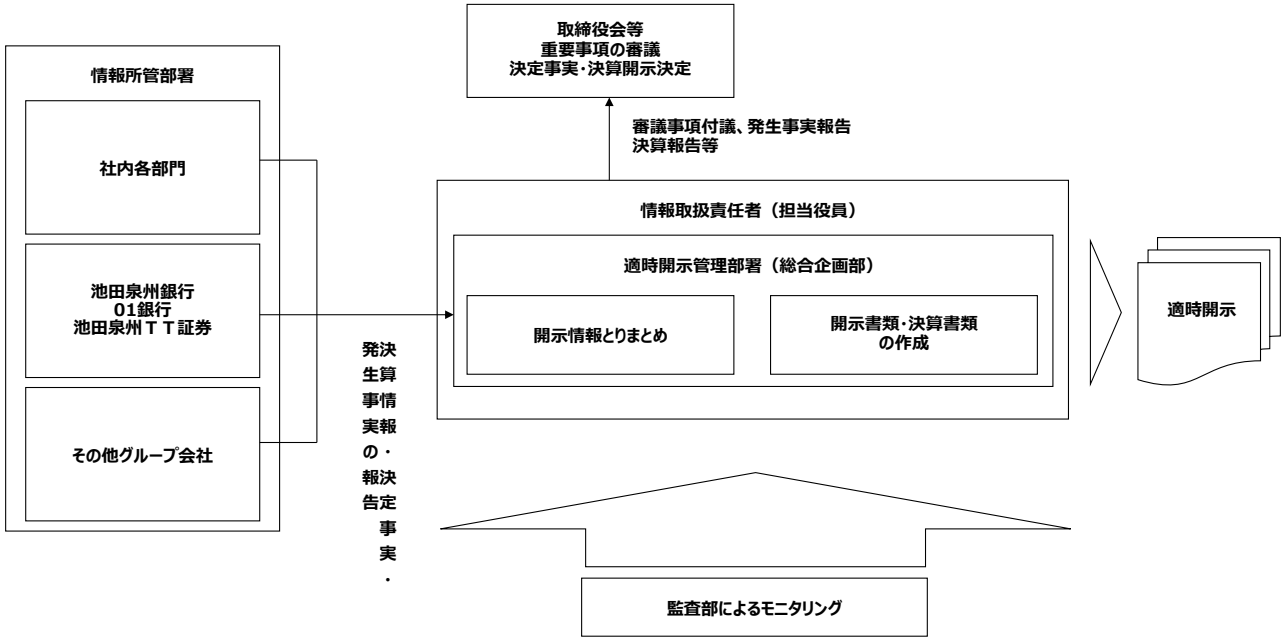 取締役会等
重要事項の審議
決定事実・決算開示決定
情報所管部署
審議事項付議、発生事実報告
決算報告等
社内各部門
情報取扱責任者（担当役員）
適時開示管理部署（総合企画部）
池田泉州銀行
01銀行
池田泉州ＴＴ証券
開示情報とりまとめ
開示書類・決算書類
の作成
適時開示
決算情報・決定事実・
発生事実の報告
その他グループ会社
監査部によるモニタリング